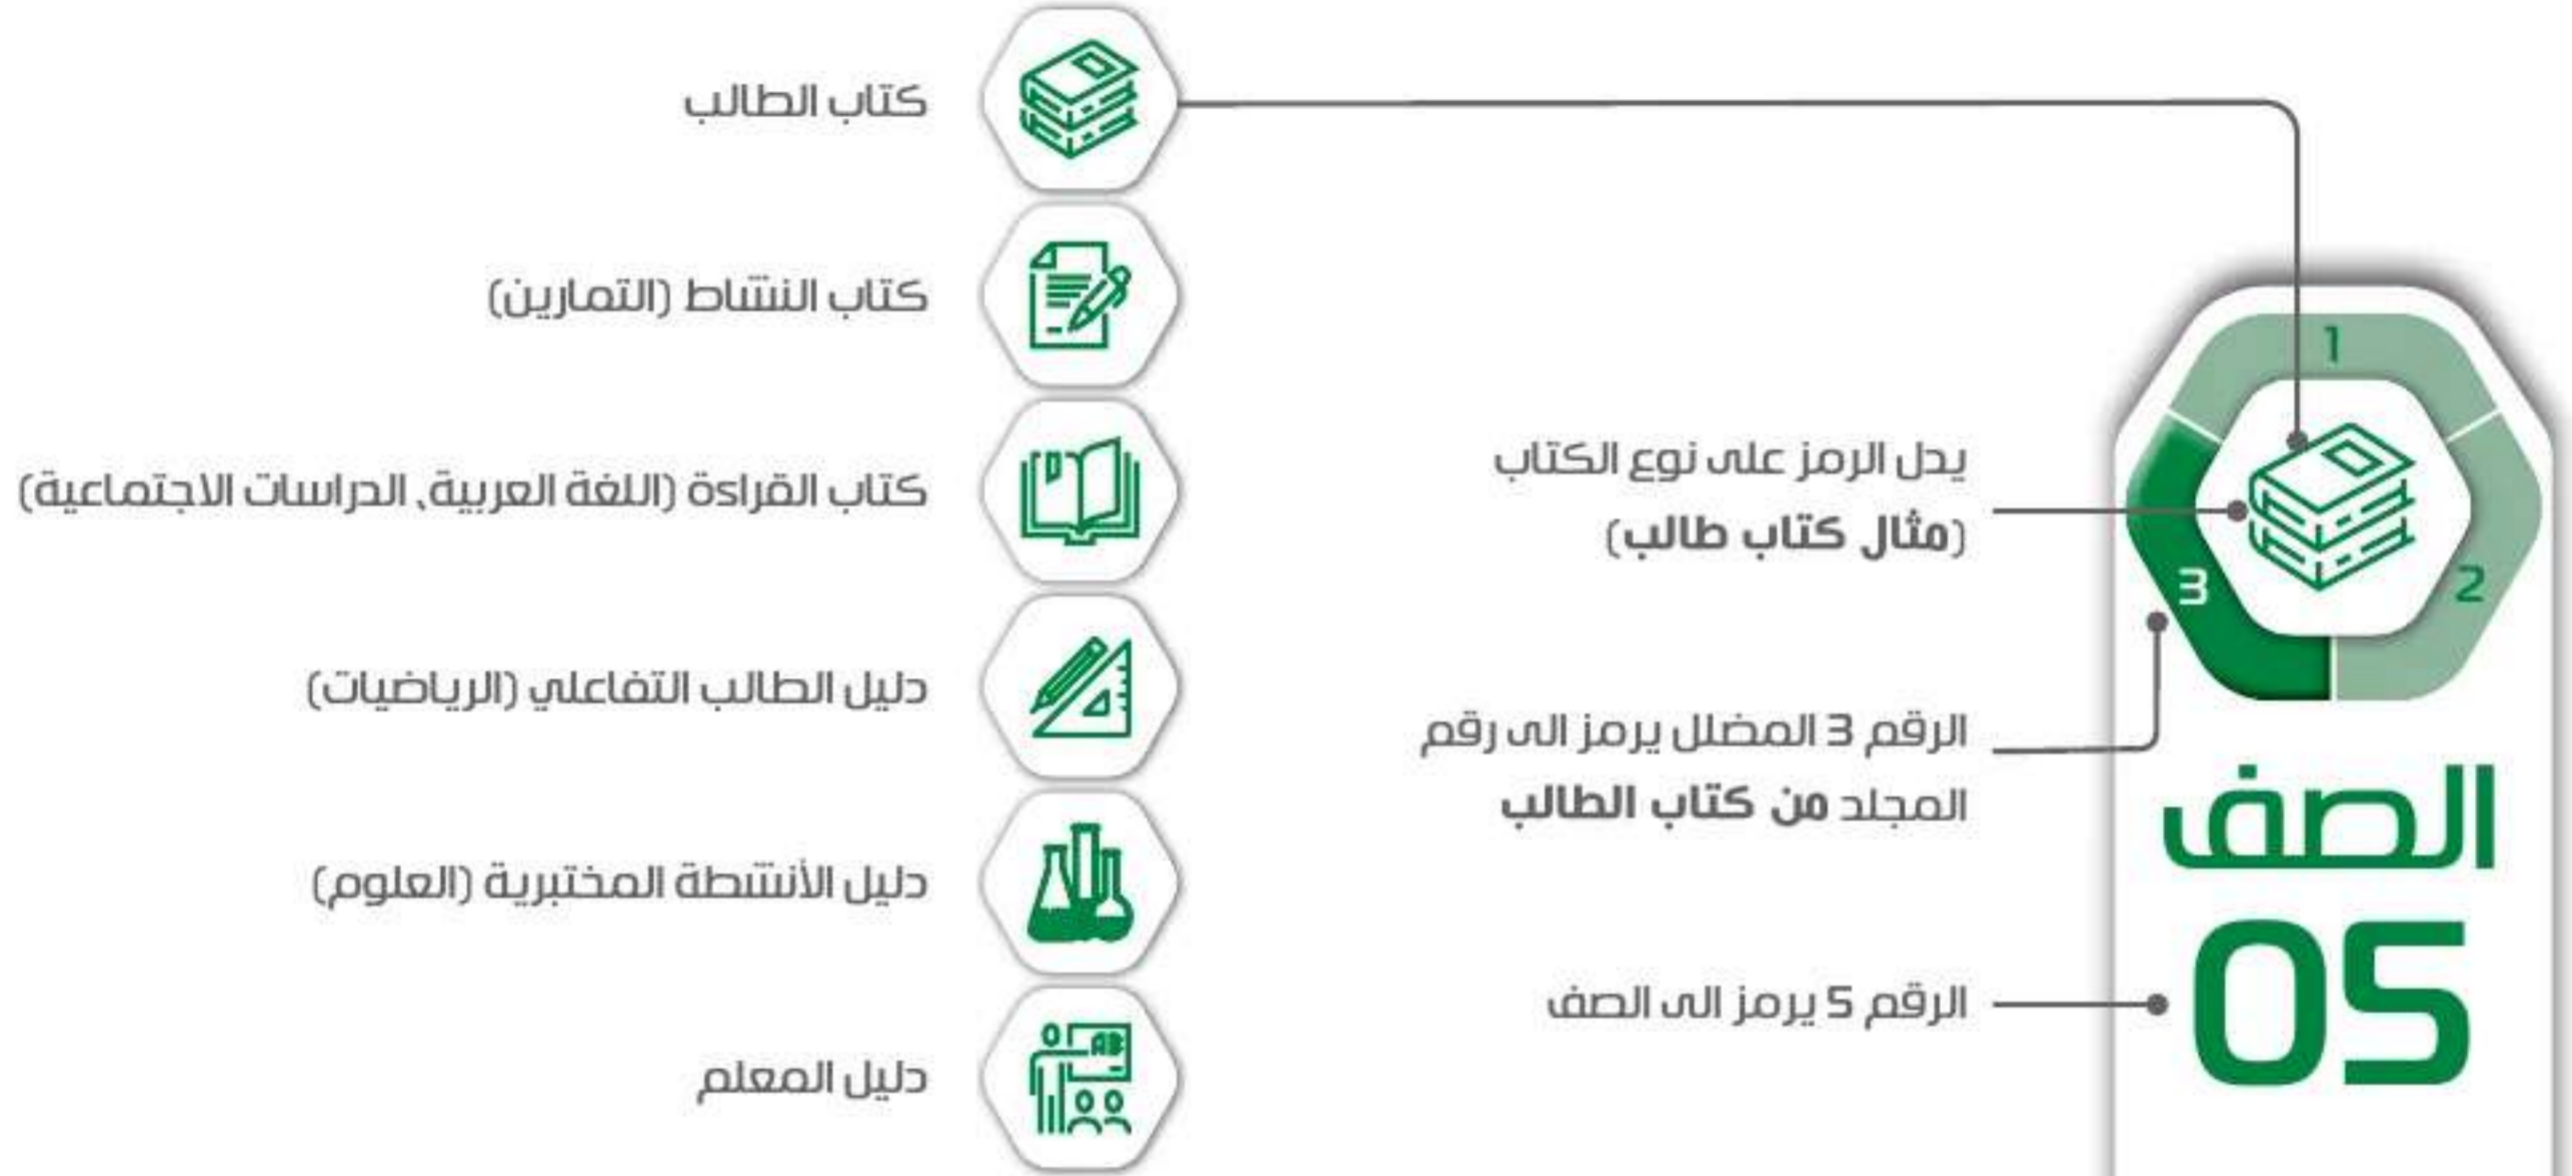 1
2
3
الصف
05
يدل الرمز على نوع الكتاب
(مثال كتاب طالب)
الرقم 3 المضلل يرمز الى رقم
المجلد من كتاب الطالب
الرقم 5 يرمز الى الصف
كتاب الطالب
كتاب النشاط (التمارين)
كتاب القراءة (اللغة العربية، الدراسات الاجتماعية)
دليل الطالب التفاعلي (الرياضيات)
دليل الأنشطة المختبرية (العلوم)
AB
دليل المعلم